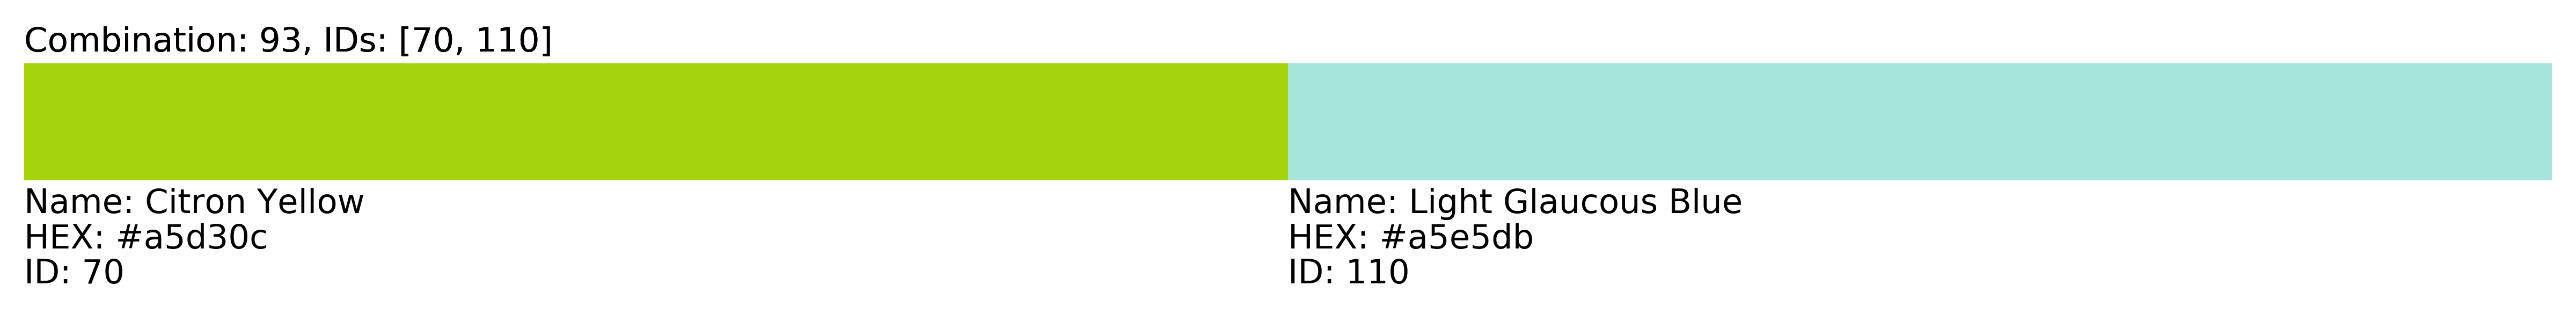 Combination: 93, IDs: [70, 110]
Name: Citron Yellow
HEX: #a5d30c
ID: 70
Name: Light Glaucous Blue
HEX: #a5e5db
ID: 110